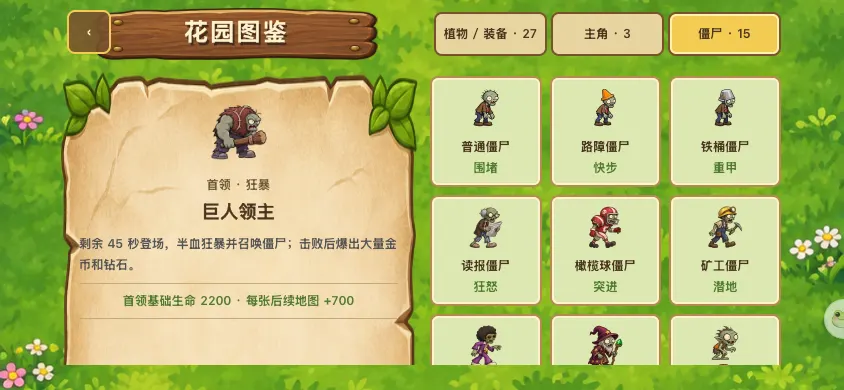 ‹
花园图鉴
植物 / 装备 · 27
主角 · 3
僵尸 · 15
首领 · 狂暴
巨人领主
剩余 45 秒登场，半血狂暴并召唤僵尸；击败后爆出大量金
币和钻石。
首领基础生命 2200 · 每张后续地图 +700
普通僵尸
围堵
路障僵尸
快步
铁桶僵尸
重甲
读报僵尸
狂怒
橄榄球僵尸
突进
矿工僵尸
潜地